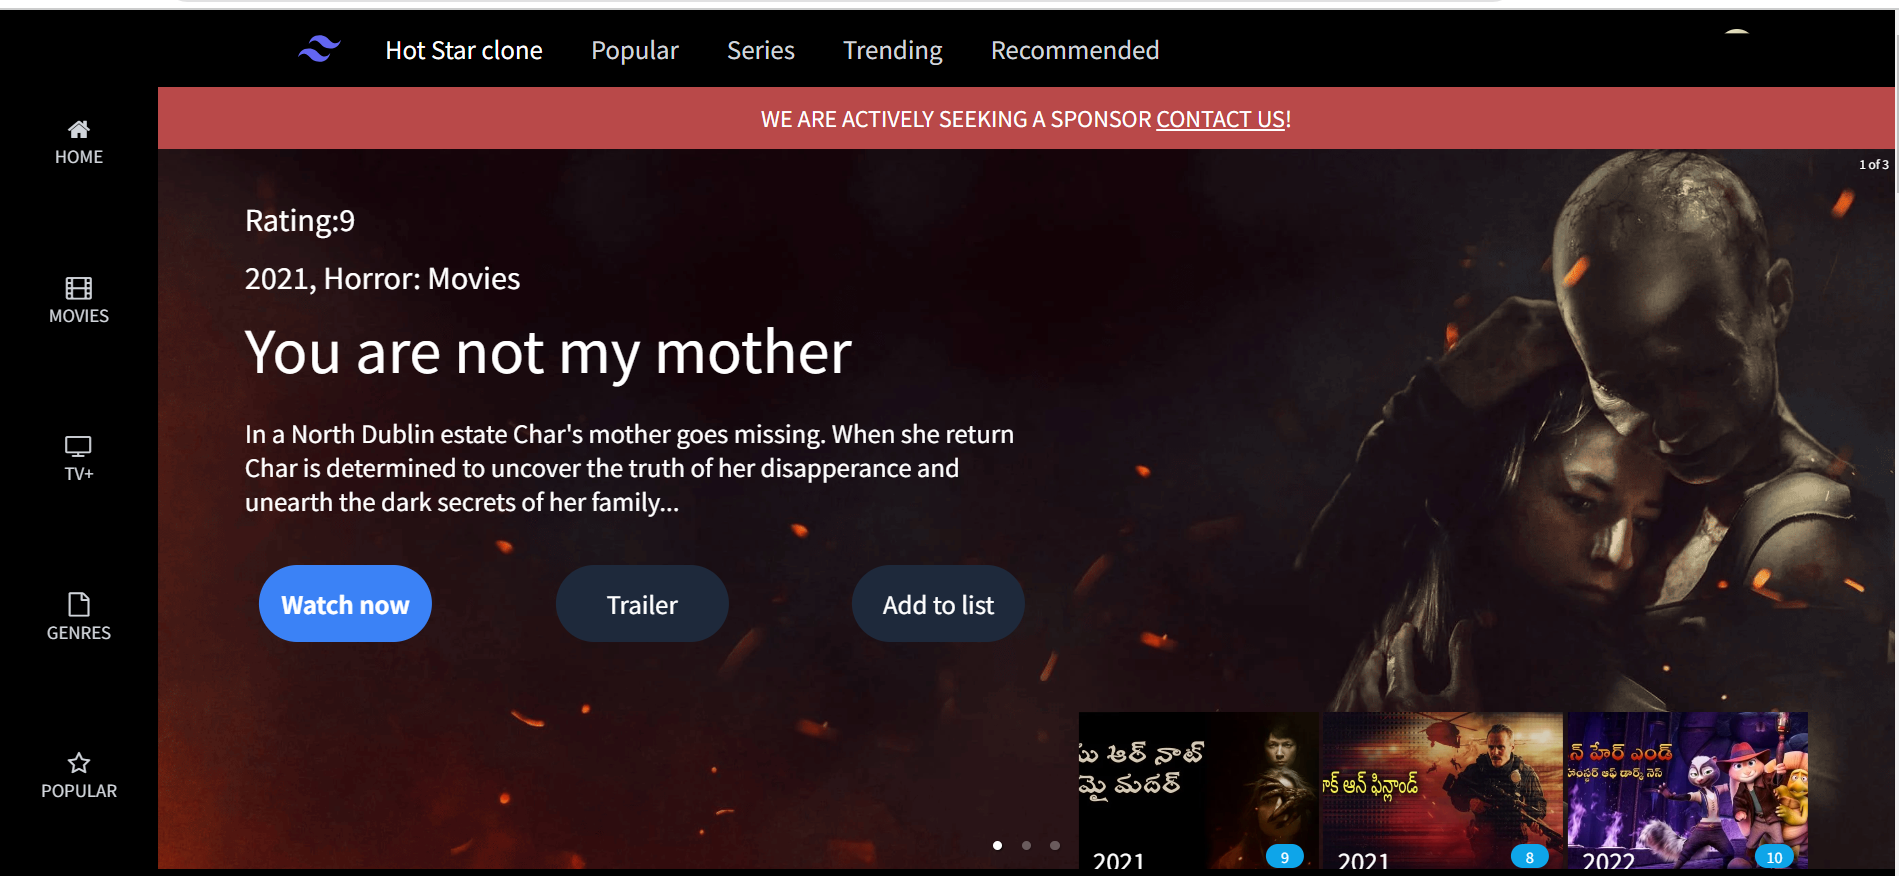 Hot Star clone Popular Series Trending Recommended
WE ARE ACTIVELY SEEKING A SPONSOR CONTACT US!
HOME
MOVIES
TV+
GENRES
POPULAR
1 of 3
Rating:9
2021, Horror: Movies
You are not my mother
In a North Dublin estate Char's mother goes missing. When she return
Char is determined to uncover the truth of her disapperance and
unearth the dark secrets of her family...
Watch now Trailer Add to list
ఆర్ నాట్
మై మదర్
2021
9
ఆన్ ఫిన్లాండ్
2021
8
హేర్ ఎండ్
ఆఫ్ డార్క్ నెస్
2022
10